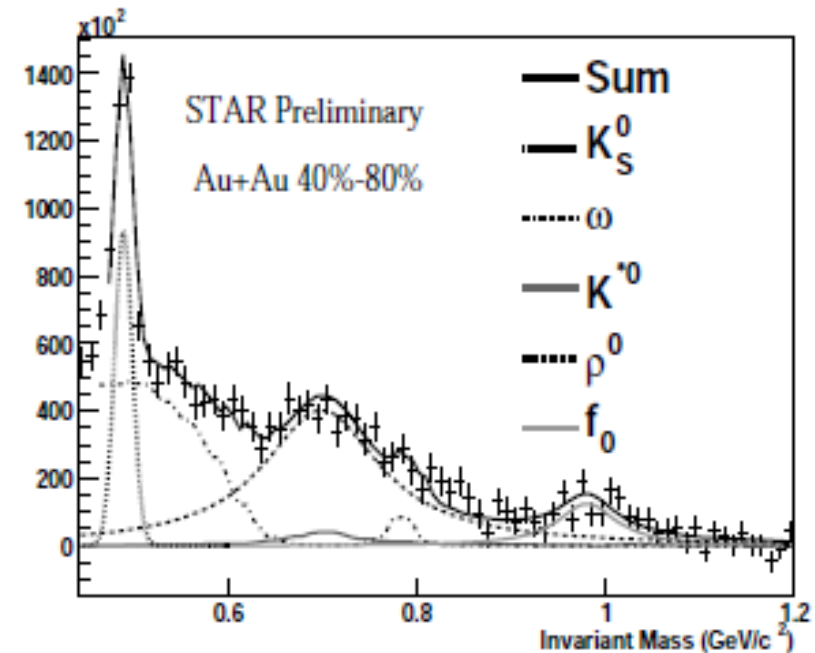 x10²
1400
1200
1000
800
600
400
200
0
STAR Preliminary
Au+Au 40%-80%
Sum
K⁰S
ω
K*⁰
ρ⁰
f₀
0.6 0.8 1 1.2
Invariant Mass (GeV/c²)